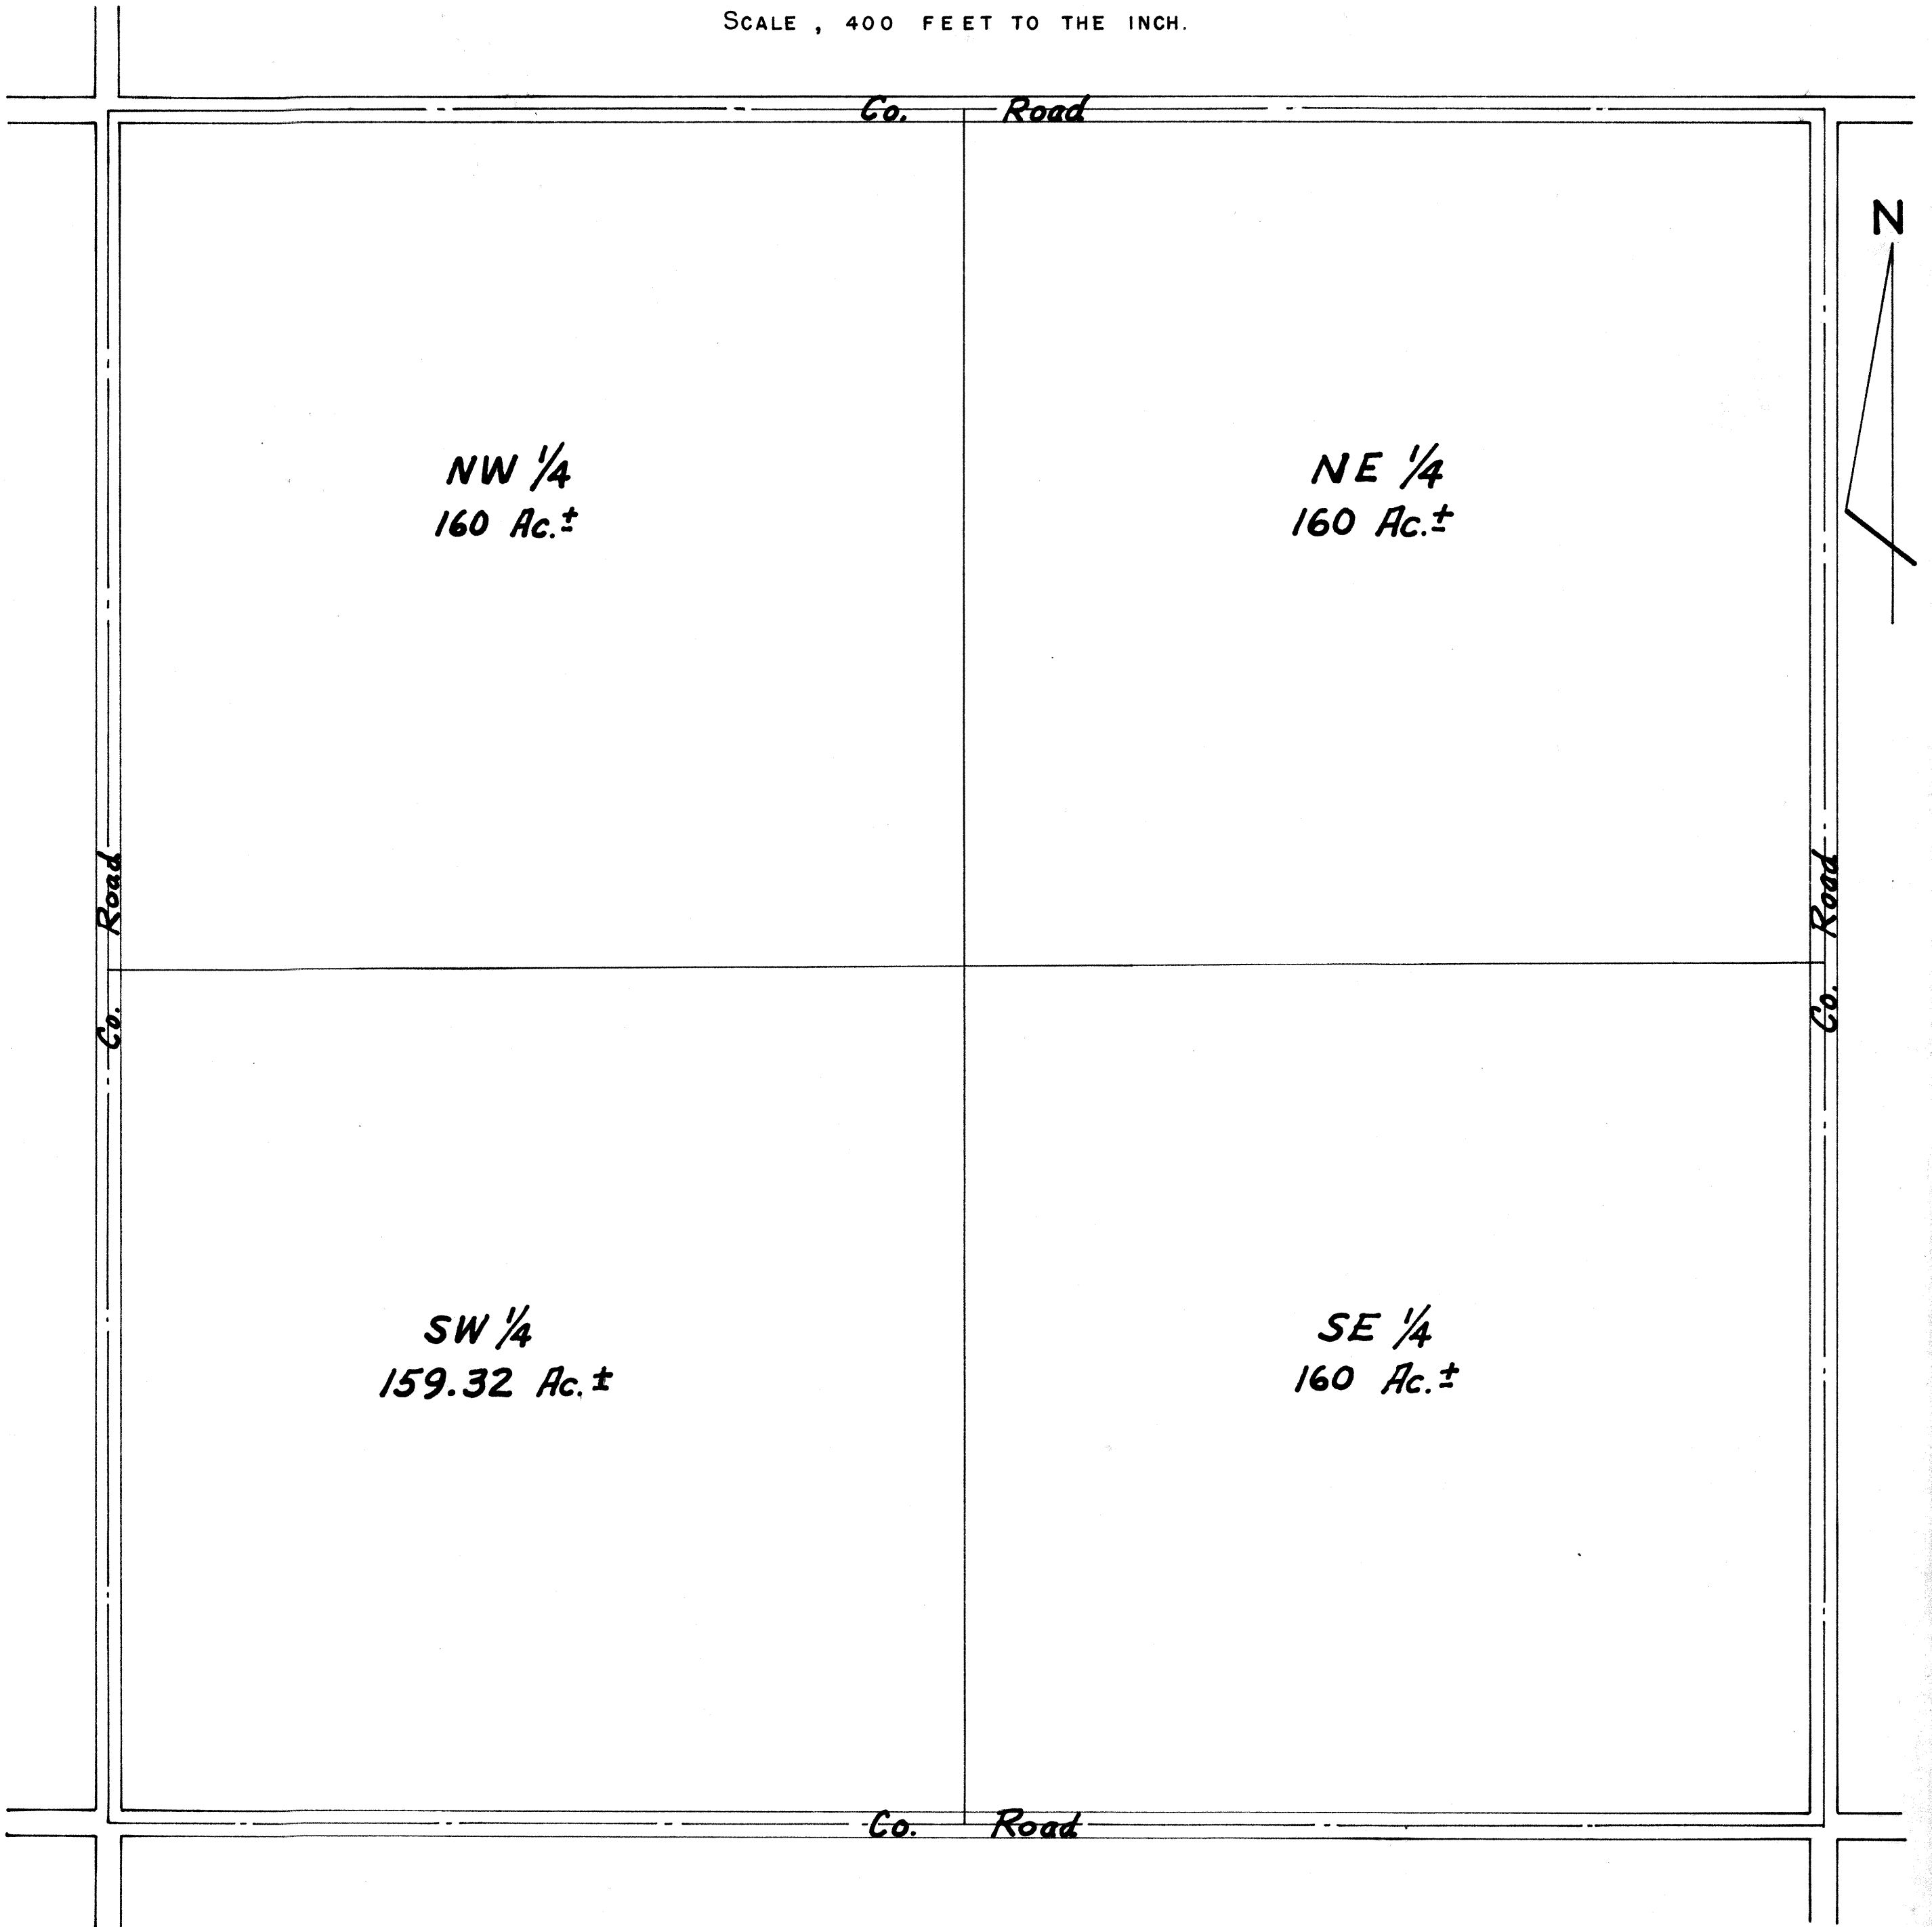 SCALE , 400 FEET TO THE INCH.
Co. Road
N
NW 1/4
160 Ac.±
NE 1/4
160 Ac.±
Co. Road
Co. Road
SW 1/4
159.32 Ac.±
SE 1/4
160 Ac.±
Co. Road